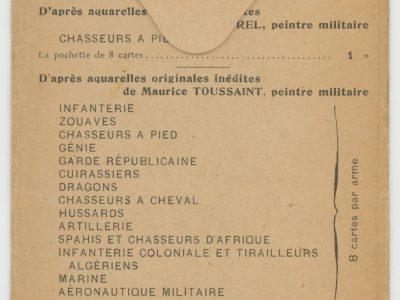 D'après aquarelles
tes
REL, peintre militaire
CHASSEURS A PIED
La pochette de 8 cartes . . . . . . . . . . 1 »
D'après aquarelles originales inédites
de Maurice TOUSSAINT, peintre militaire
INFANTERIE
ZOUAVES
CHASSEURS A PIED
GÉNIE
GARDE RÉPUBLICAINE
CUIRASSIERS
DRAGONS
CHASSEURS A CHEVAL
HUSSARDS
ARTILLERIE
SPAHIS ET CHASSEURS D'AFRIQUE
INFANTERIE COLONIALE ET TIRAILLEURS
ALGÉRIENS
MARINE
AÉRONAUTIQUE MILITAIRE
8 cartes par arme.